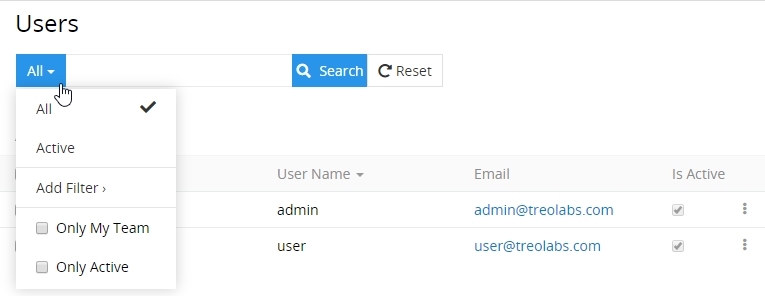 Users
All Search Reset
All
Active
Add Filter ›
Only My Team
Only Active
User Name Email Is Active
admin admin@treolabs.com
user user@treolabs.com